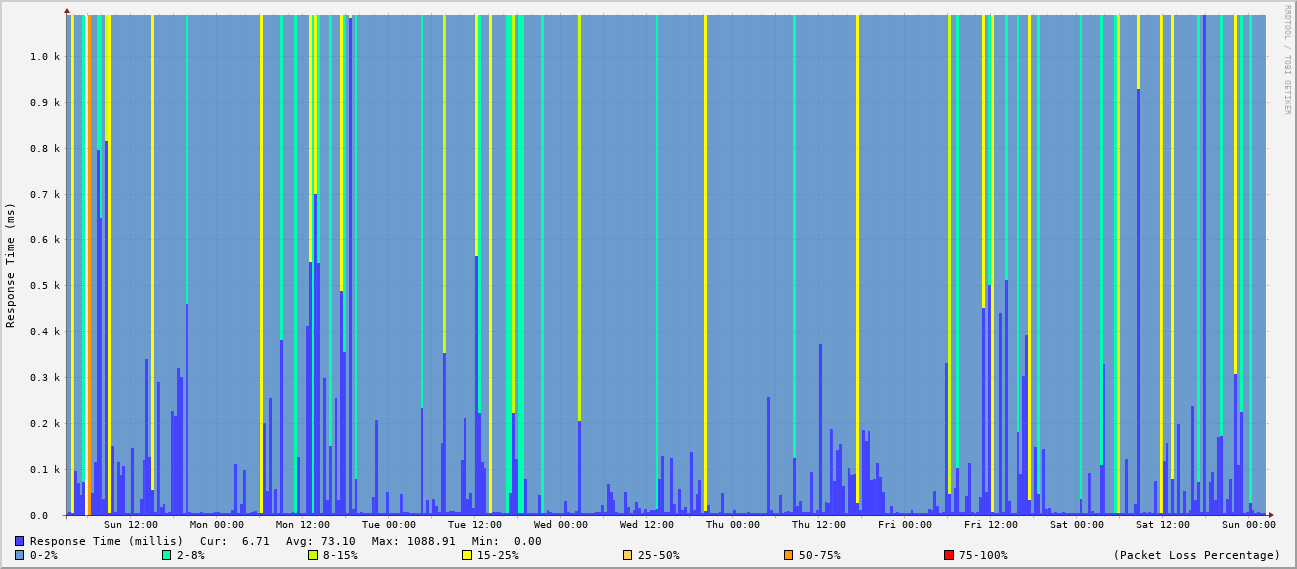 RRDTOOL / TOBI OETIKER
Response Time (ms)
1.0 k
0.9 k
0.8 k
0.7 k
0.6 k
0.5 k
0.4 k
0.3 k
0.2 k
0.1 k
0.0
Sun 12:00 Mon 00:00 Mon 12:00 Tue 00:00 Tue 12:00 Wed 00:00 Wed 12:00 Thu 00:00 Thu 12:00 Fri 00:00 Fri 12:00 Sat 00:00 Sat 12:00 Sun 00:00
Response Time (millis) Cur: 6.71 Avg: 73.10 Max: 1088.91 Min: 0.00
0-2% 2-8% 8-15% 15-25% 25-50% 50-75% 75-100% (Packet Loss Percentage)